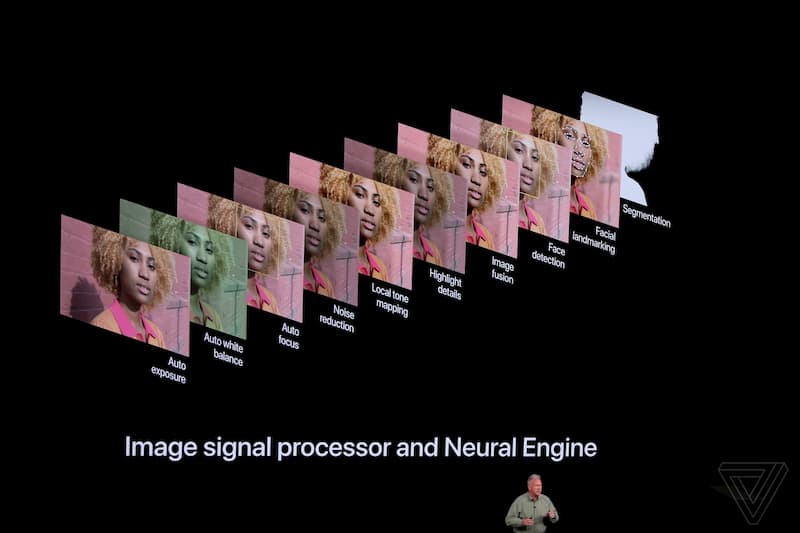 Auto
exposure
Auto white
balance
Auto
focus
Noise
reduction
Local tone
mapping
Highlight
details
Image
fusion
Face
detection
Facial
landmarking
Segmentation
Image signal processor and Neural Engine